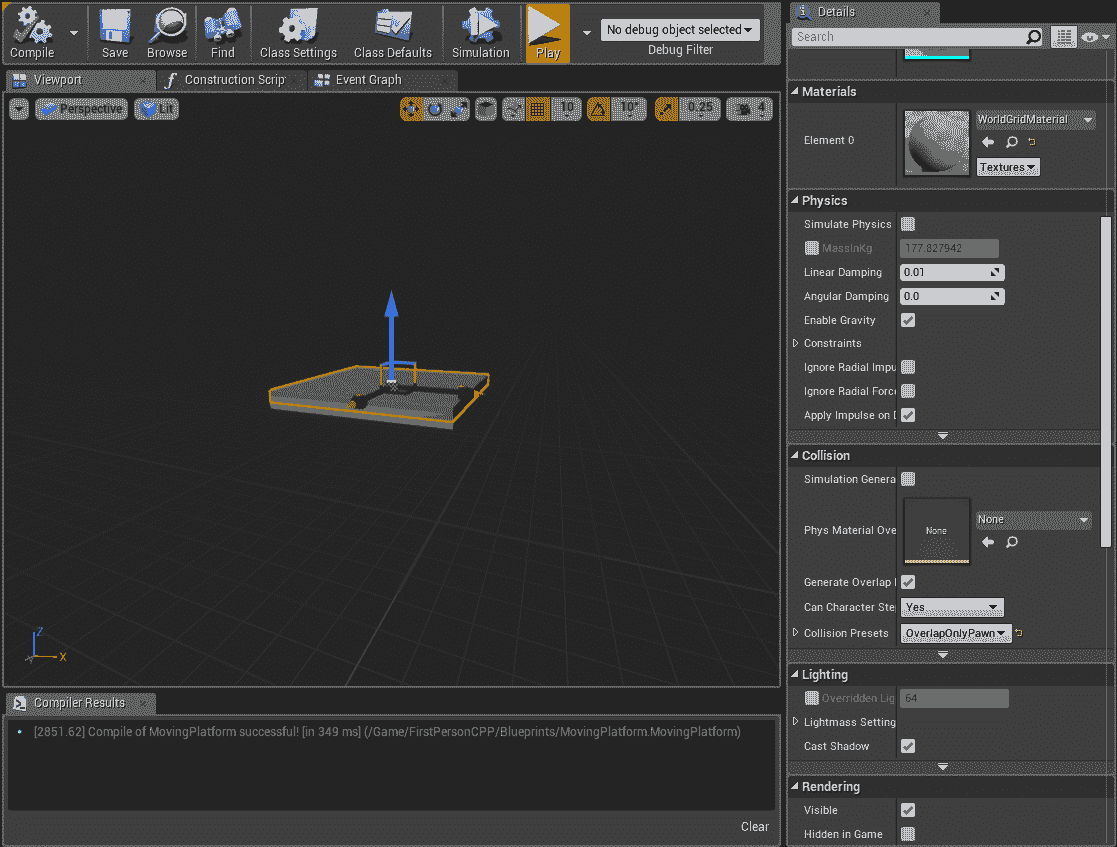 Compile
Save
Browse
Find
Class Settings
Class Defaults
Simulation
Play
No debug object selected
Debug Filter
Viewport
Construction Scrip
Event Graph
Perspective
Lit
10
10°
0.25
4
Z
X
Compiler Results
[2851.62] Compile of MovingPlatform successful! [in 349 ms] (/Game/FirstPersonCPP/Blueprints/MovingPlatform.MovingPlatform)
Clear
Details
Search
Materials
Element 0
WorldGridMaterial
Textures
Physics
Simulate Physics
MassInKg
177.827942
Linear Damping
0.01
Angular Damping
0.0
Enable Gravity
Constraints
Ignore Radial Impu
Ignore Radial Force
Apply Impulse on D
Collision
Simulation Genera
Phys Material Ove
None
None
Generate Overlap
Can Character Ste
Yes
Collision Presets
OverlapOnlyPawn
Lighting
Overridden Lig
64
Lightmass Setting
Cast Shadow
Rendering
Visible
Hidden in Game